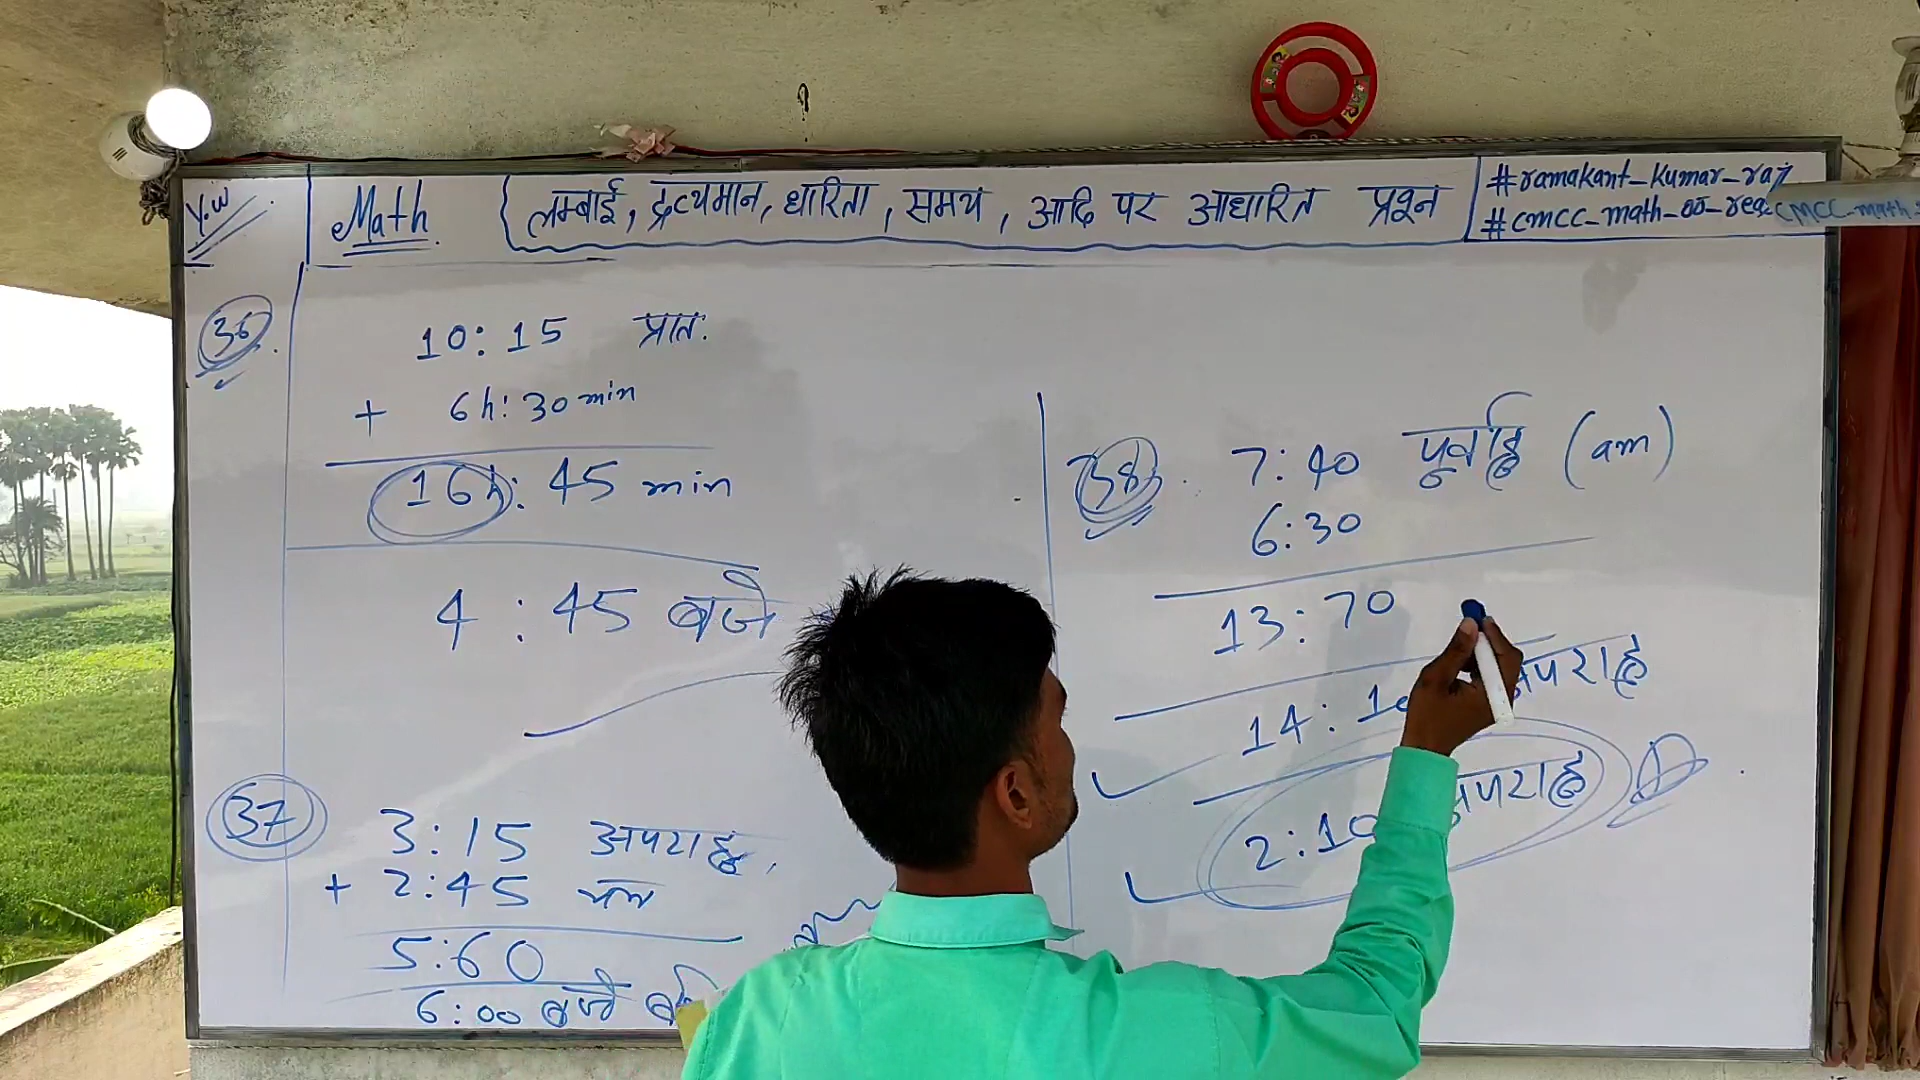 Y.W
Math
लम्बाई, द्रव्यमान, धारिता, समय, आदि पर आधारित प्रश्न
#ramakant_kumar_raj
#cmcc_math_
CMCC_math
36
10: 15 प्रात:
+ 6h: 30 min
16h: 45 min
4 : 45 बजे
37
3:15 अपराह्न,
+ 2:45
5:60
6:00 बजे
38. 7:40 पूर्वाह्न (am)
6:30
13:70
14: 10 अपराह्न
2:10 अपराह्न A